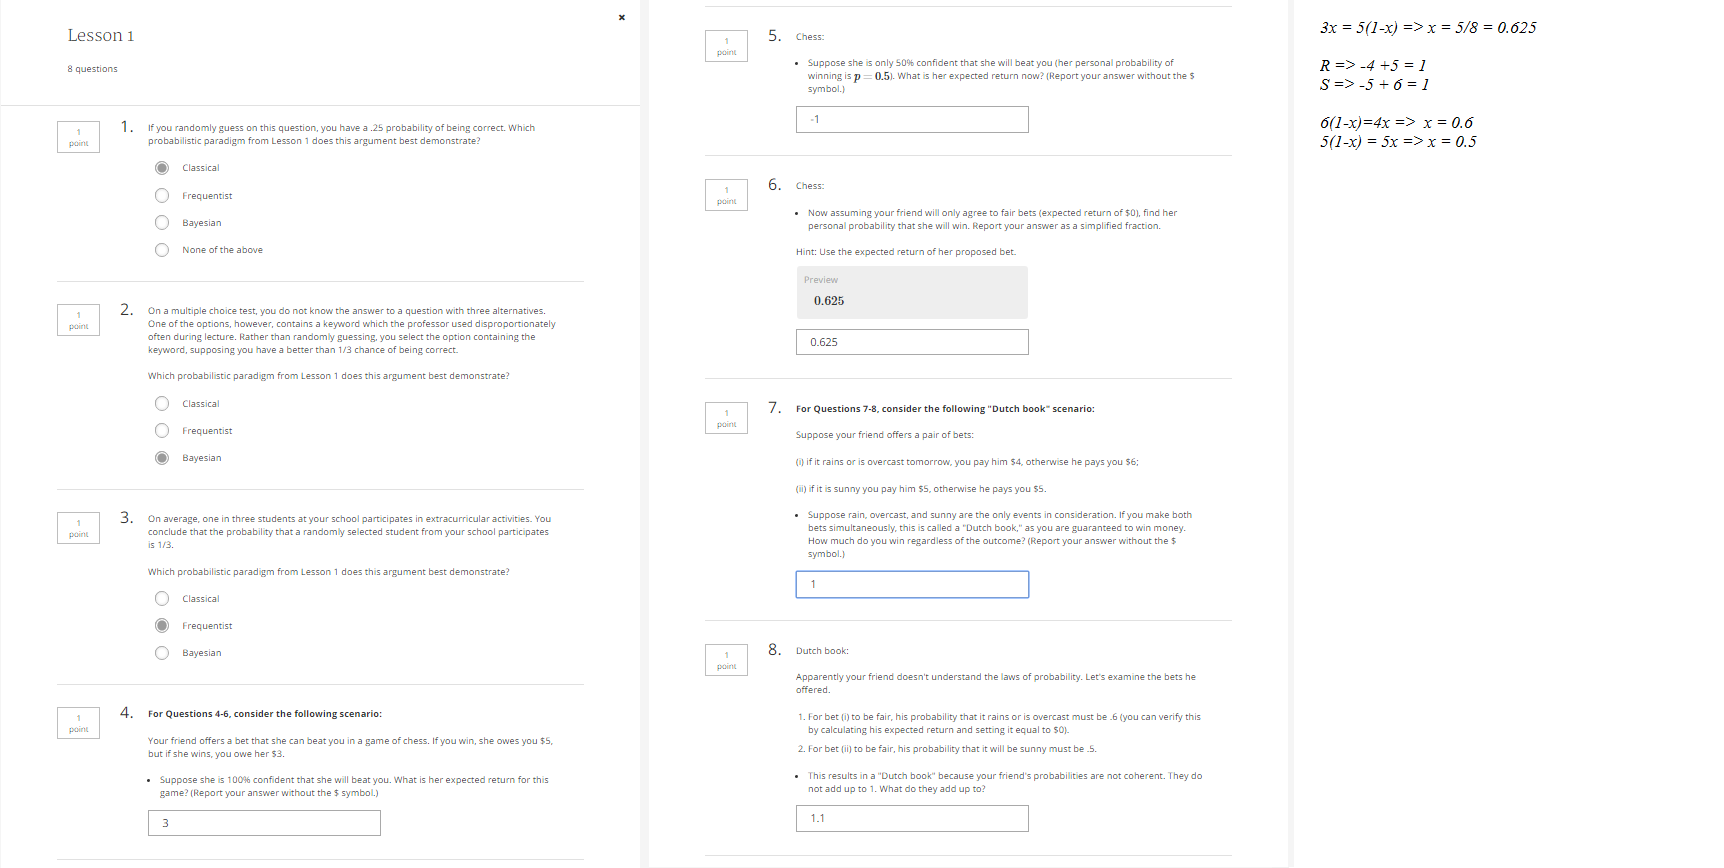 ×
Lesson 1
8 questions
1
point
1. If you randomly guess on this question, you have a .25 probability of being correct. Which
probabilistic paradigm from Lesson 1 does this argument best demonstrate?
Classical
Frequentist
Bayesian
None of the above
1
point
2. On a multiple choice test, you do not know the answer to a question with three alternatives.
One of the options, however, contains a keyword which the professor used disproportionately
often during lecture. Rather than randomly guessing, you select the option containing the
keyword, supposing you have a better than 1/3 chance of being correct.
Which probabilistic paradigm from Lesson 1 does this argument best demonstrate?
Classical
Frequentist
Bayesian
1
point
3. On average, one in three students at your school participates in extracurricular activities. You
conclude that the probability that a randomly selected student from your school participates
is 1/3.
Which probabilistic paradigm from Lesson 1 does this argument best demonstrate?
Classical
Frequentist
Bayesian
1
point
4. For Questions 4-6, consider the following scenario:
Your friend offers a bet that she can beat you in a game of chess. If you win, she owes you $5,
but if she wins, you owe her $3.
• Suppose she is 100% confident that she will beat you. What is her expected return for this
game? (Report your answer without the $ symbol.)
3
1
point
5. Chess:
• Suppose she is only 50% confident that she will beat you (her personal probability of
winning is p = 0.5). What is her expected return now? (Report your answer without the $
symbol.)
-1
1
point
6. Chess:
• Now assuming your friend will only agree to fair bets (expected return of $0), find her
personal probability that she will win. Report your answer as a simplified fraction.
Hint: Use the expected return of her proposed bet.
Preview
0.625
0.625
1
point
7. For Questions 7-8, consider the following "Dutch book" scenario:
Suppose your friend offers a pair of bets:
(i) if it rains or is overcast tomorrow, you pay him $4, otherwise he pays you $6;
(ii) if it is sunny you pay him $5, otherwise he pays you $5.
• Suppose rain, overcast, and sunny are the only events in consideration. If you make both
bets simultaneously, this is called a "Dutch book," as you are guaranteed to win money.
How much do you win regardless of the outcome? (Report your answer without the $
symbol.)
1
1
point
8. Dutch book:
Apparently your friend doesn't understand the laws of probability. Let's examine the bets he
offered.
1. For bet (i) to be fair, his probability that it rains or is overcast must be .6 (you can verify this
by calculating his expected return and setting it equal to $0).
2. For bet (ii) to be fair, his probability that it will be sunny must be .5.
• This results in a "Dutch book" because your friend's probabilities are not coherent. They do
not add up to 1. What do they add up to?
1.1
3x = 5(1-x) => x = 5/8 = 0.625
R => -4 +5 = 1
S => -5 + 6 = 1
6(1-x)=4x => x = 0.6
5(1-x) = 5x => x = 0.5